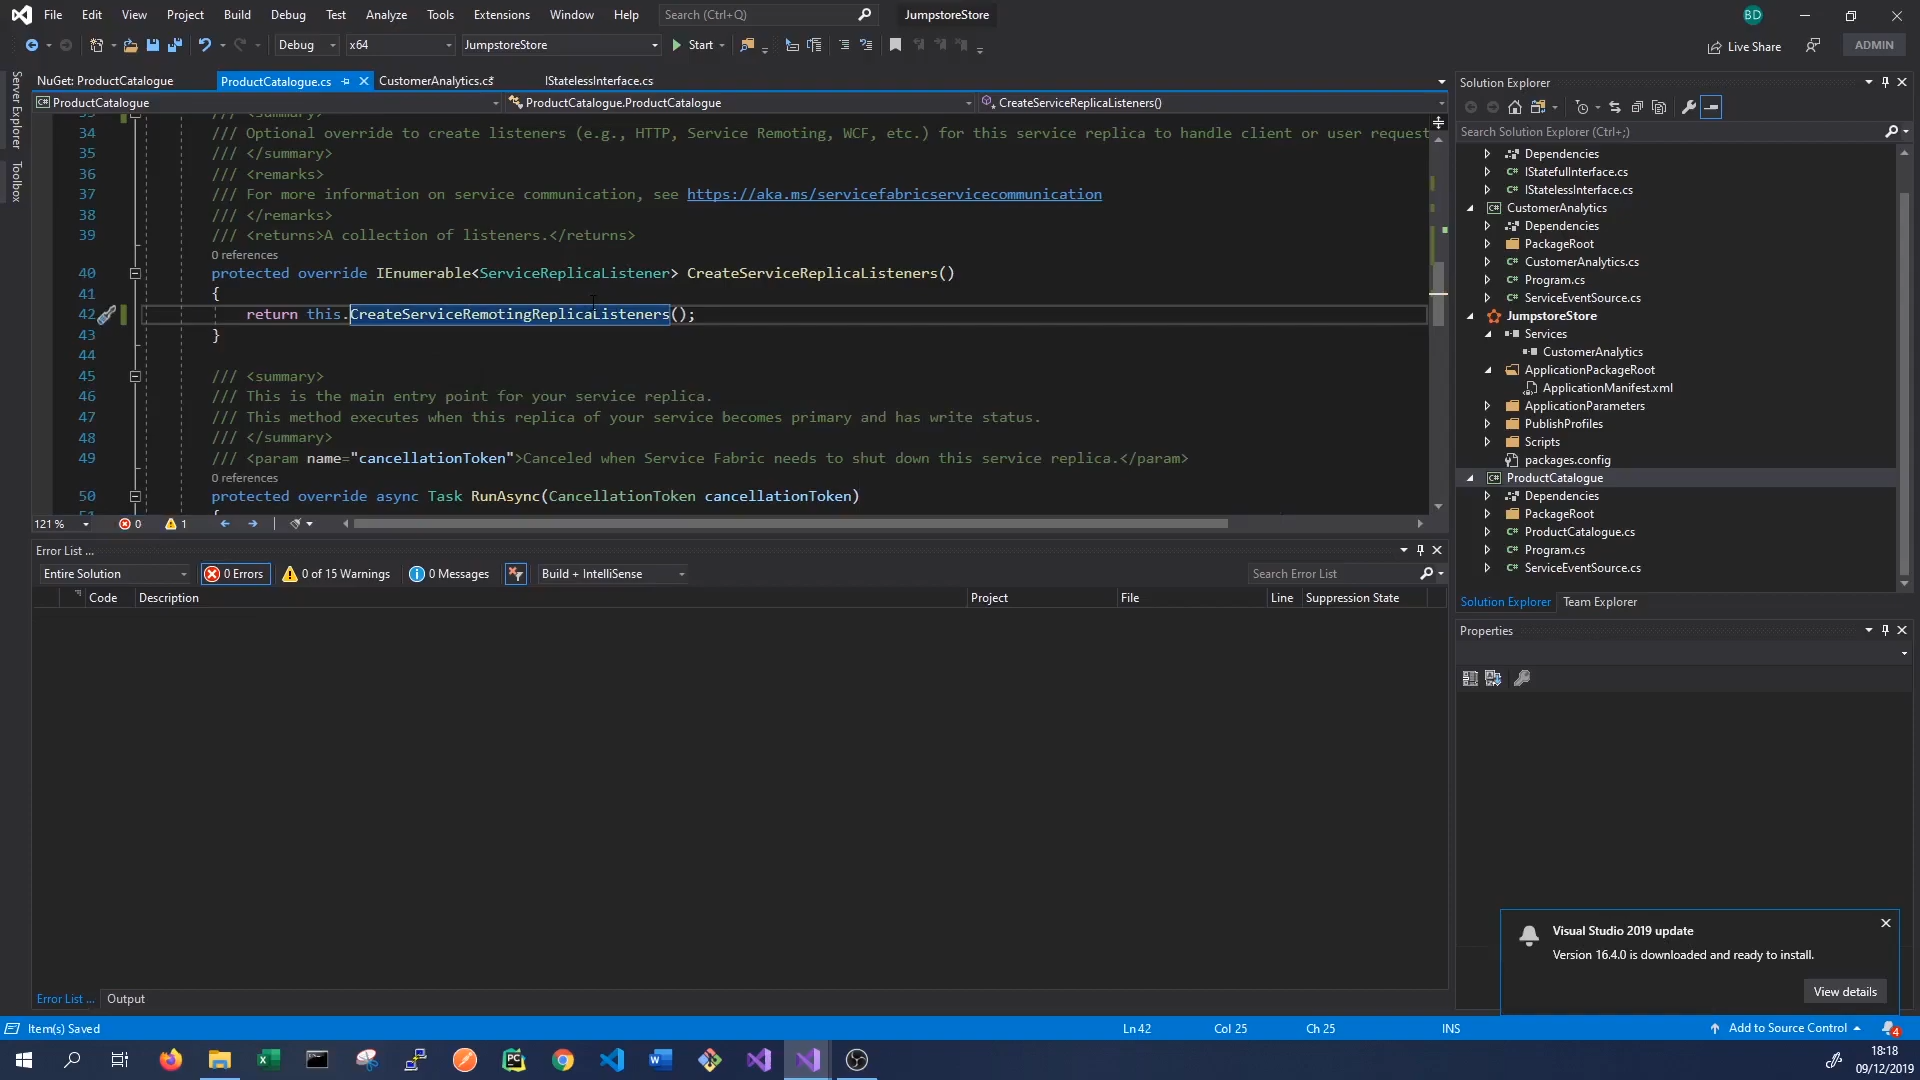 File Edit View Project Build Debug Test Analyze Tools Extensions Window Help Search (Ctrl+Q) JumpstoreStore BD
Debug x64 JumpstoreStore Start Live Share ADMIN
Server Explorer
Toolbox
NuGet: ProductCatalogue ProductCatalogue.cs CustomerAnalytics.cs* IStatelessInterface.cs
ProductCatalogue ProductCatalogue.ProductCatalogue CreateServiceReplicaListeners()
33 /// <summary>
34 /// Optional override to create listeners (e.g., HTTP, Service Remoting, WCF, etc.) for this service replica to handle client or user request
35 /// </summary>
36 /// <remarks>
37 /// For more information on service communication, see https://aka.ms/servicefabricservicecommunication
38 /// </remarks>
39 /// <returns>A collection of listeners.</returns>
0 references
40 protected override IEnumerable<ServiceReplicaListener> CreateServiceReplicaListeners()
41 {
42 return this.CreateServiceRemotingReplicaListeners();
43 }
44
45 /// <summary>
46 /// This is the main entry point for your service replica.
47 /// This method executes when this replica of your service becomes primary and has write status.
48 /// </summary>
49 /// <param name="cancellationToken">Canceled when Service Fabric needs to shut down this service replica.</param>
0 references
50 protected override async Task RunAsync(CancellationToken cancellationToken)
51 {
121 % 0 1
Error List ...
Entire Solution 0 Errors 0 of 15 Warnings 0 Messages Build + IntelliSense Search Error List
Code Description Project File Line Suppression State
Error List ... Output
Solution Explorer
Search Solution Explorer (Ctrl+;)
Dependencies
C# IStatefulInterface.cs
C# IStatelessInterface.cs
C# CustomerAnalytics
Dependencies
PackageRoot
C# CustomerAnalytics.cs
C# Program.cs
C# ServiceEventSource.cs
JumpstoreStore
Services
CustomerAnalytics
ApplicationPackageRoot
ApplicationManifest.xml
ApplicationParameters
PublishProfiles
Scripts
packages.config
C# ProductCatalogue
Dependencies
PackageRoot
C# ProductCatalogue.cs
C# Program.cs
C# ServiceEventSource.cs
Solution Explorer Team Explorer
Properties
Visual Studio 2019 update
Version 16.4.0 is downloaded and ready to install.
View details
Item(s) Saved Ln 42 Col 25 Ch 25 INS Add to Source Control 4
18:18
09/12/2019